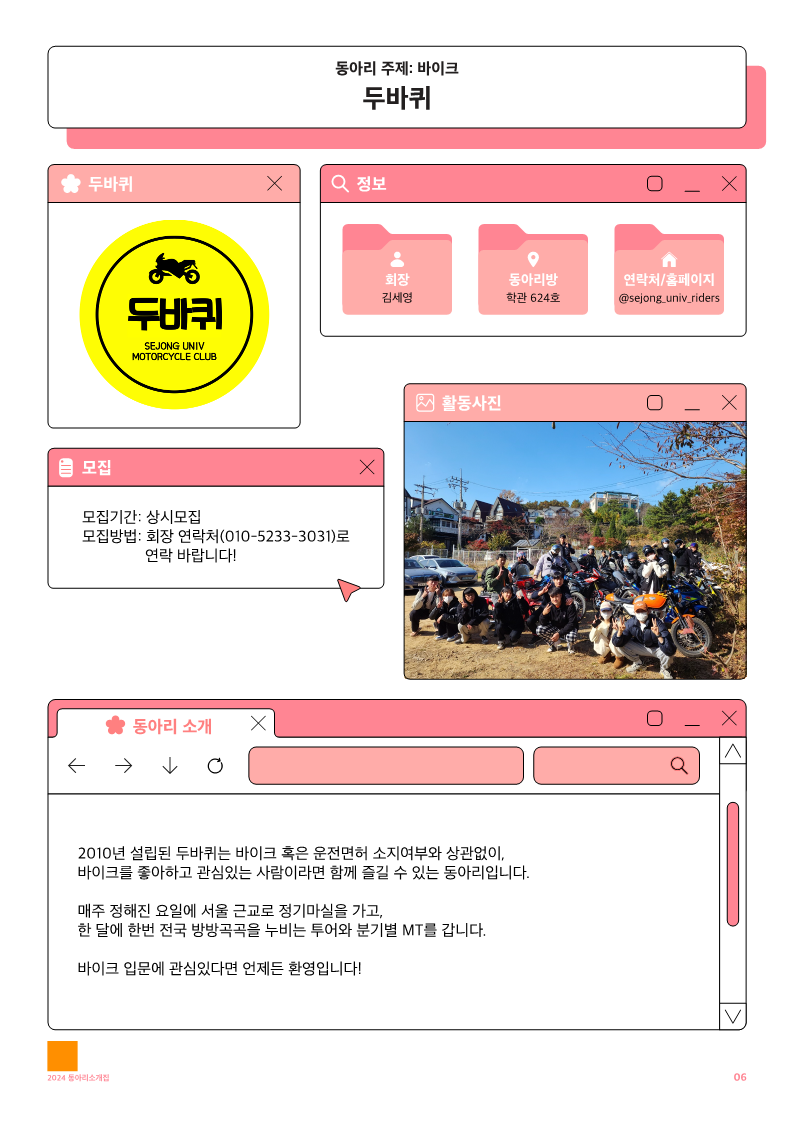 동아리 주제: 바이크
두바퀴
두바퀴
두바퀴
SEJONG UNIV
MOTORCYCLE CLUB
정보
회장
김세영
동아리방
학관 624호
연락처/홈페이지
@sejong_univ_riders
활동사진
모집
모집기간: 상시모집
모집방법: 회장 연락처(010-5233-3031)로
연락 바랍니다!
동아리 소개
2010년 설립된 두바퀴는 바이크 혹은 운전면허 소지여부와 상관없이,
바이크를 좋아하고 관심있는 사람이라면 함께 즐길 수 있는 동아리입니다.
매주 정해진 요일에 서울 근교로 정기마실을 가고,
한 달에 한번 전국 방방곡곡을 누비는 투어와 분기별 MT를 갑니다.
바이크 입문에 관심있다면 언제든 환영입니다!
2024 동아리소개집
06